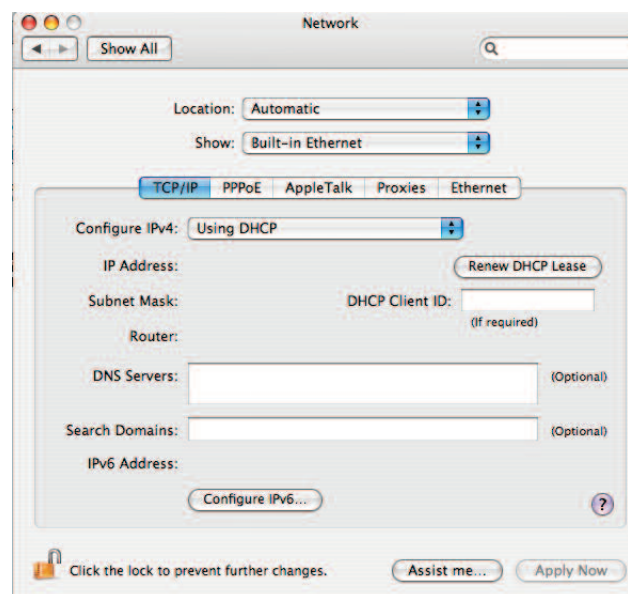 Network
Show All
Location: Automatic
Show: Built-in Ethernet
TCP/IP PPPoE AppleTalk Proxies Ethernet
Configure IPv4: Using DHCP
IP Address: Renew DHCP Lease
Subnet Mask: DHCP Client ID:
(If required)
Router:
DNS Servers: (Optional)
Search Domains: (Optional)
IPv6 Address:
Configure IPv6... ?
Click the lock to prevent further changes. Assist me... Apply Now